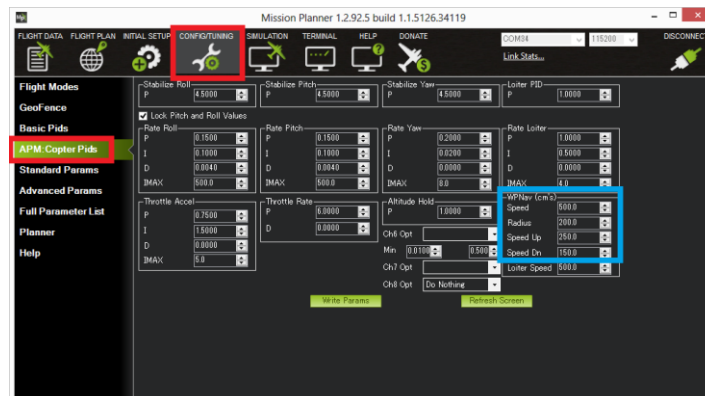 Mission Planner 1.2.92.5 build 1.1.5126.34119
FLIGHT DATA FLIGHT PLAN INITIAL SETUP CONFIG/TUNING SIMULATION TERMINAL HELP DONATE COM34 115200 DISCONNEC
Link Stats...
Flight Modes
GeoFence
Basic Pids
APM:Copter Pids
Standard Params
Advanced Params
Full Parameter List
Planner
Help
Stabilize Roll
P 4.5000
Stabilize Pitch
P 4.5000
Stabilize Yaw
P 4.5000
Loiter PID
P 1.0000
Lock Pitch and Roll Values
Rate Roll
P 0.1500
I 0.1000
D 0.0040
IMAX 500.0
Rate Pitch
P 0.1500
I 0.1000
D 0.0040
IMAX 500.0
Rate Yaw
P 0.2000
I 0.0200
D 0.0000
IMAX 8.0
Rate Loiter
P 1.0000
I 0.5000
D 0.0000
IMAX 4.0
Throttle Accel
P 0.7500
I 1.5000
D 0.0000
IMAX 5.0
Throttle Rate
P 6.0000
D 0.0000
Altitude Hold
P 1.0000
WPNav (cm's)
Speed 500.0
Radius 200.0
Speed Up 250.0
Speed Dn 150.0
Loiter Speed 500.0
Ch6 Opt
Min 0.0100 0.500
Ch7 Opt
Ch8 Opt Do Nothing
Write Params Refresh Screen